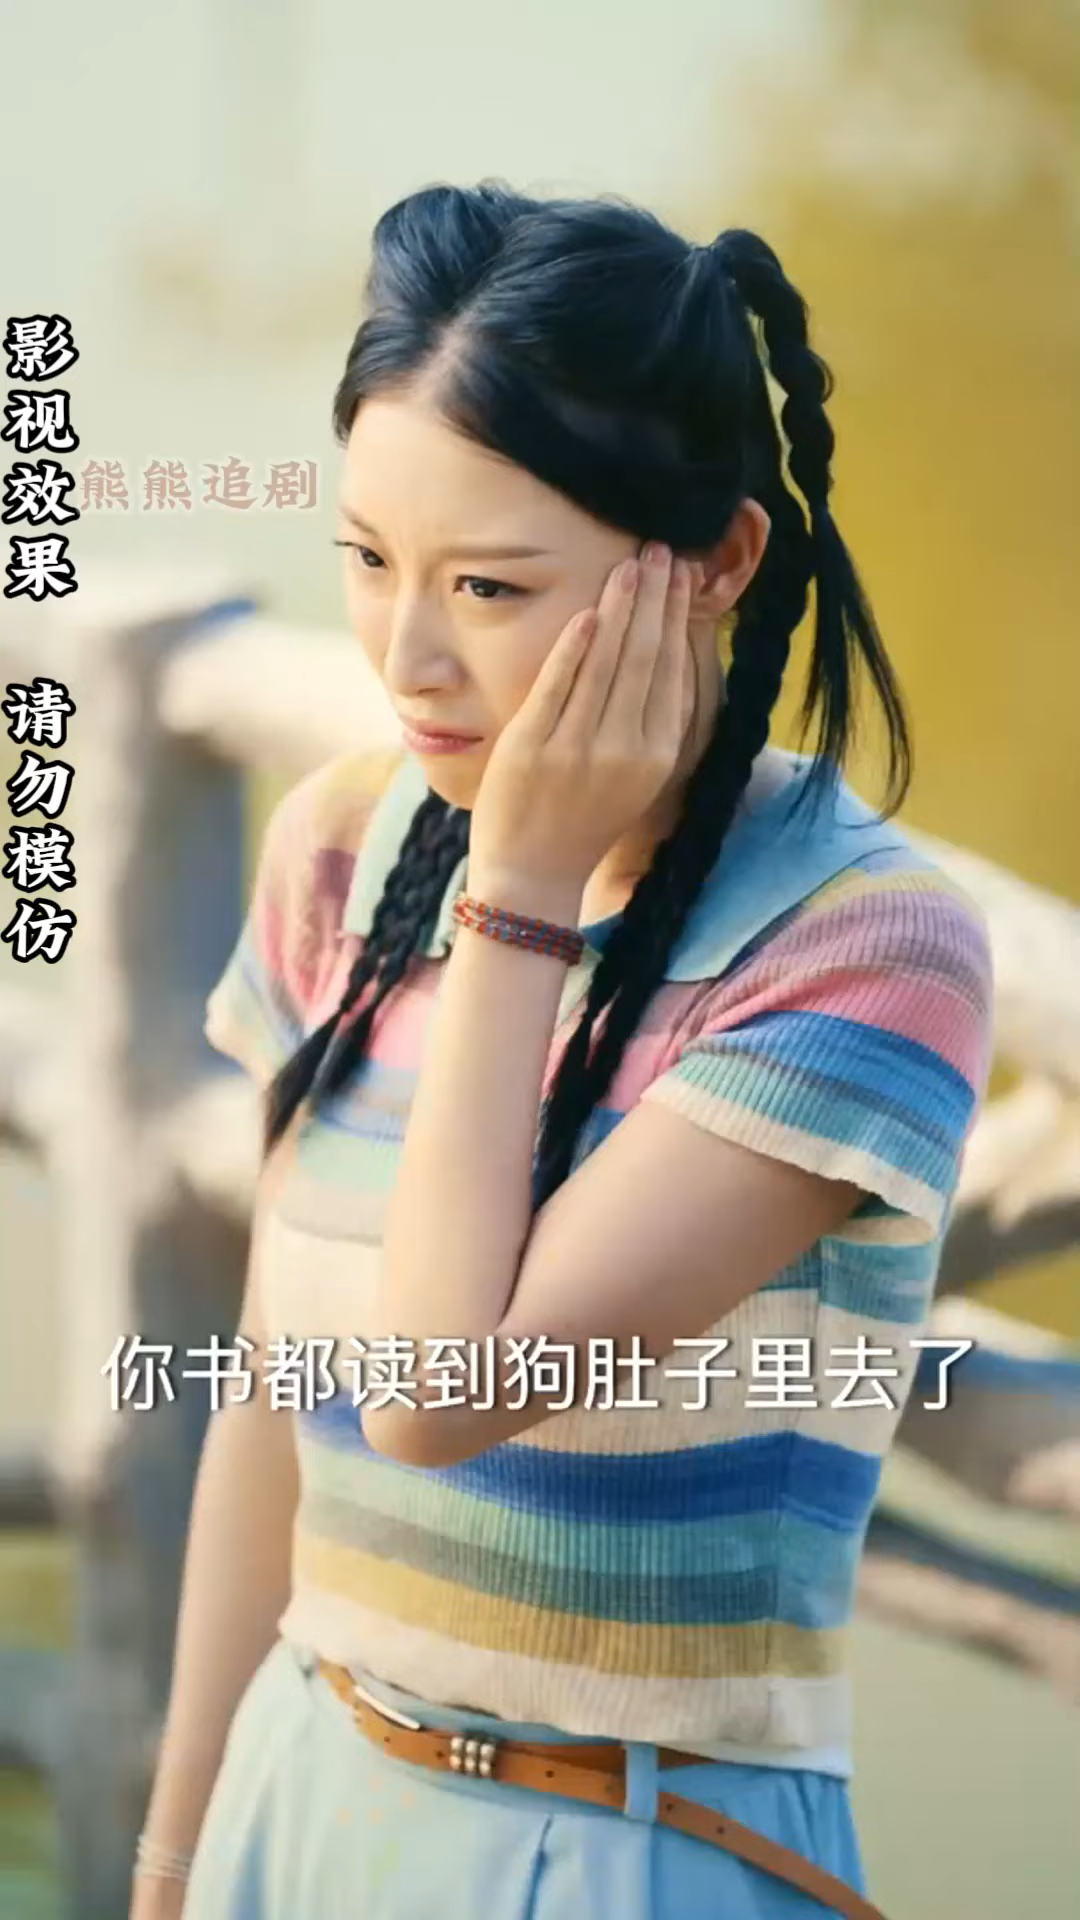 影视效果 请勿模仿
熊熊追剧
你书都读到狗肚子里去了